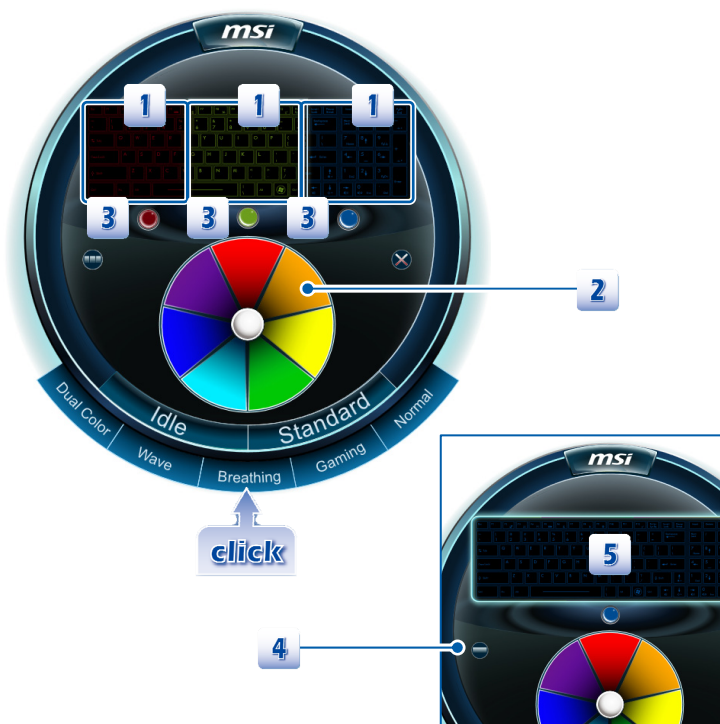 msi
1 1 1
3 3 3
2
Idle Standard
Dual Color Wave Breathing Gaming Normal
click
msi
5
4